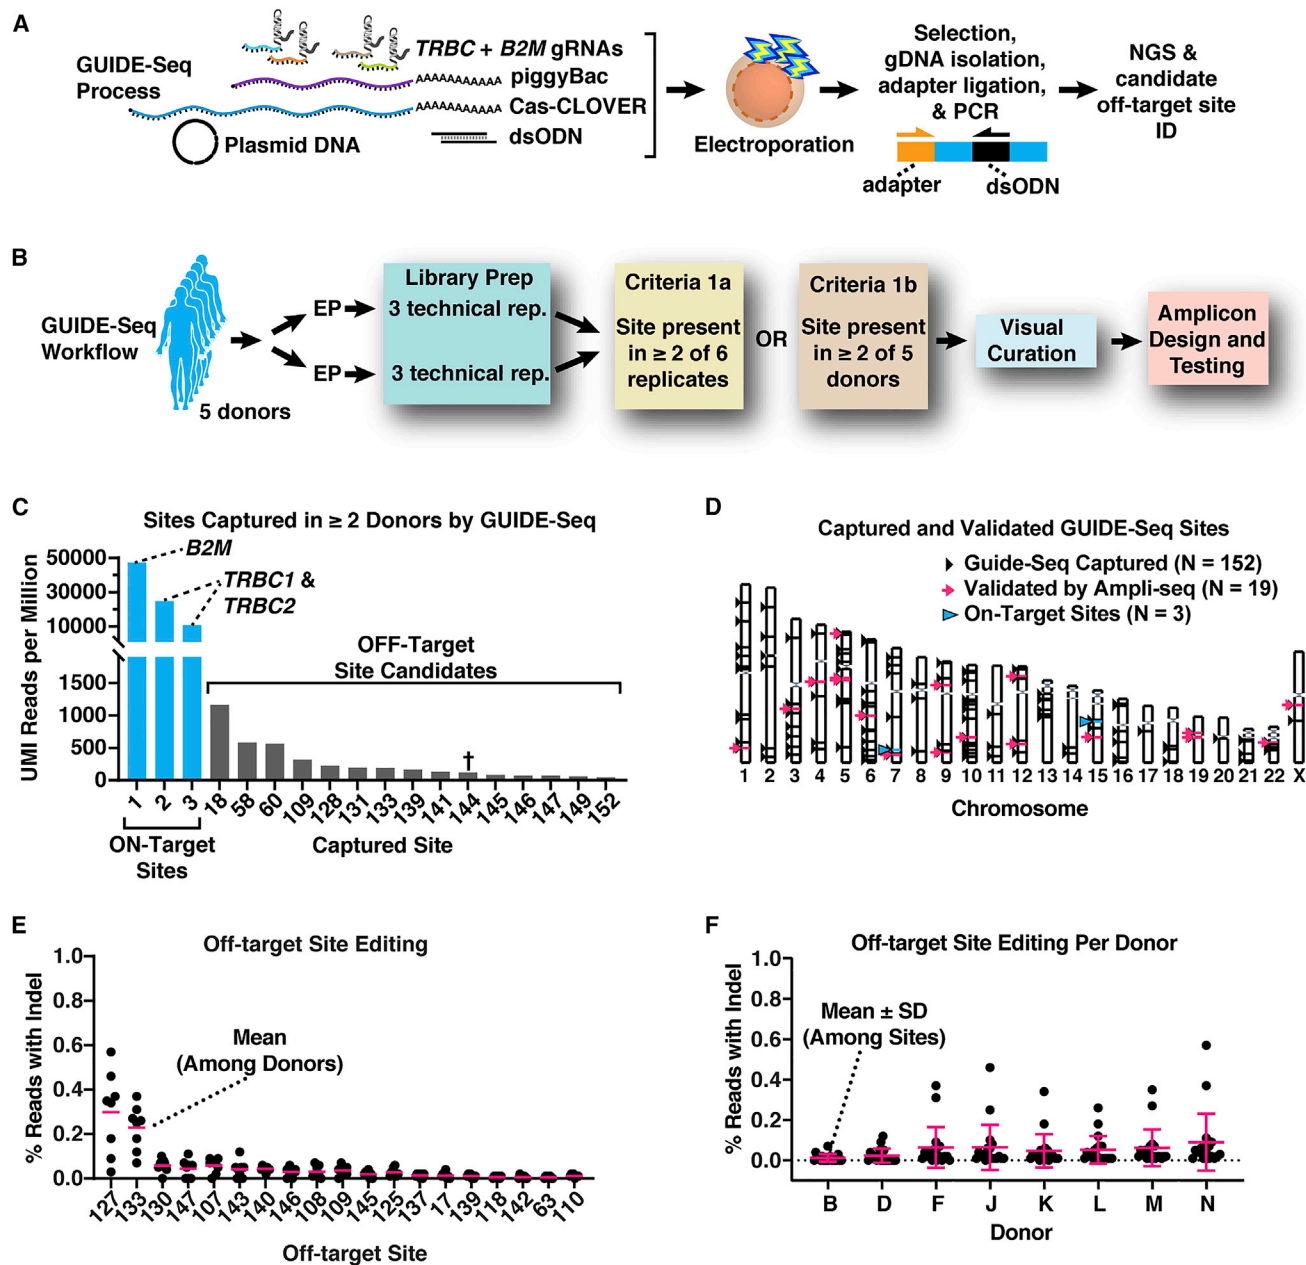 A
GUIDE-Seq
Process
TRBC + B2M gRNAs
piggyBac
Cas-CLOVER
Plasmid DNA
dsODN
Electroporation
Selection,
gDNA isolation,
adapter ligation,
& PCR
adapter
dsODN
NGS &
candidate
off-target site
ID
B
GUIDE-Seq
Workflow
5 donors
EP
EP
Library Prep
3 technical rep.
3 technical rep.
Criteria 1a
Site present
in ≥ 2 of 6
replicates
OR
Criteria 1b
Site present
in ≥ 2 of 5
donors
Visual
Curation
Amplicon
Design and
Testing
C
Sites Captured in ≥ 2 Donors by GUIDE-Seq
UMI Reads per Million
50000
30000
10000
1500
1000
500
0
B2M
TRBC1 &
TRBC2
OFF-Target
Site Candidates
†
1 2 3 18 58 60 109 128 131 133 139 141 144 145 146 147 149 152
ON-Target
Sites
Captured Site
D
Captured and Validated GUIDE-Seq Sites
Guide-Seq Captured (N = 152)
Validated by Ampli-seq (N = 19)
On-Target Sites (N = 3)
1 2 3 4 5 6 7 8 9 10 11 12 13 14 15 16 17 18 19 20 21 22 X
Chromosome
E
Off-target Site Editing
% Reads with Indel
1.0
0.8
0.6
0.4
0.2
0.0
Mean
(Among Donors)
127 133 130 147 107 143 140 146 108 109 145 125 137 17 139 118 142 63 110
Off-target Site
F
Off-target Site Editing Per Donor
% Reads with Indel
1.0
0.8
0.6
0.4
0.2
0.0
Mean ± SD
(Among Sites)
B D F J K L M N
Donor